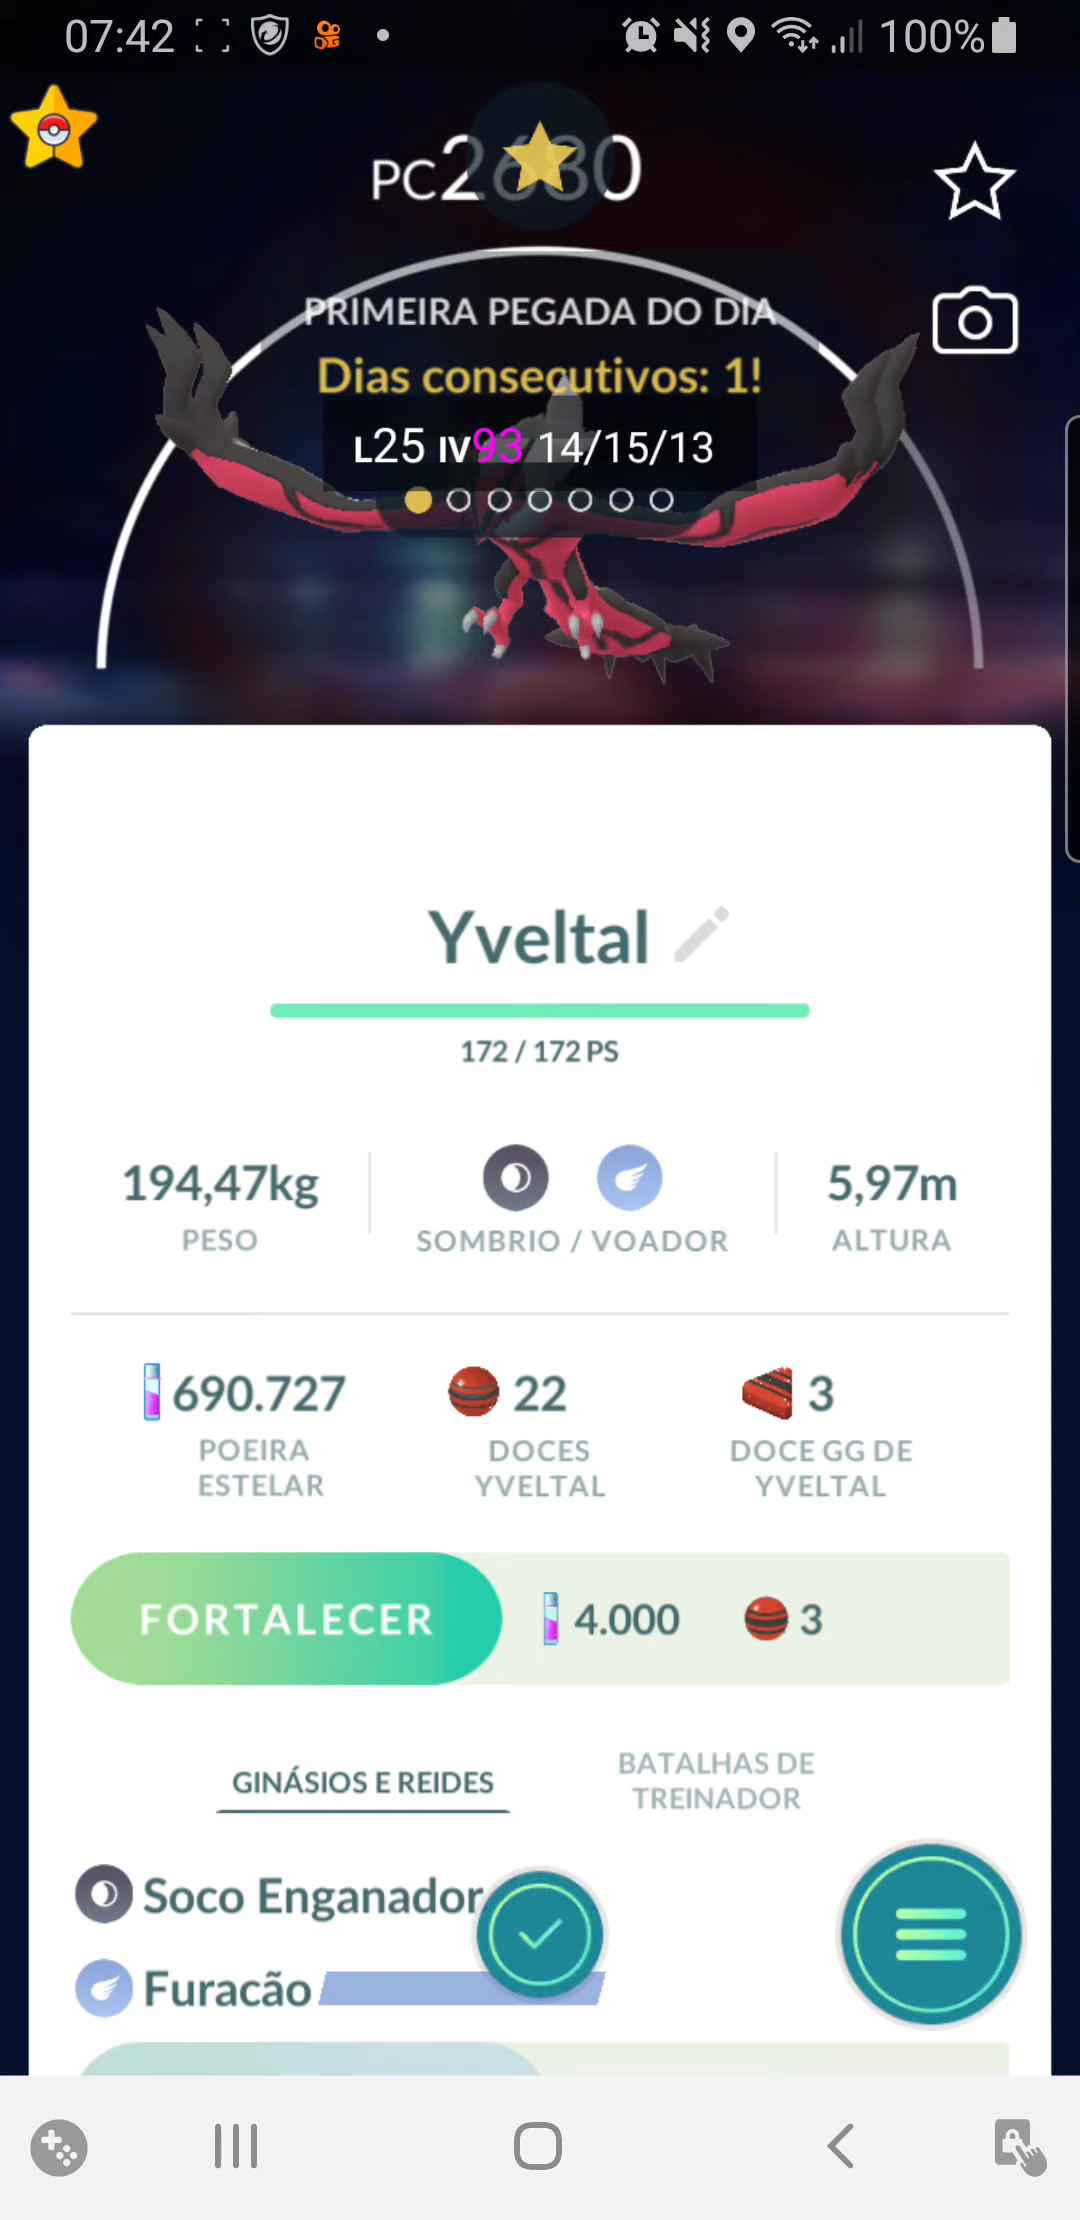 07:42
100%
PC2680
PRIMEIRA PEGADA DO DIA
Dias consecutivos: 1!
L25 IV93 14/15/13
Yveltal
172 / 172 PS
194,47kg
PESO
SOMBRIO / VOADOR
5,97m
ALTURA
690.727
POEIRA
ESTELAR
22
DOCES
YVELTAL
3
DOCE GG DE
YVELTAL
FORTALECER
4.000
3
GINÁSIOS E REIDES
BATALHAS DE
TREINADOR
Soco Enganador
Furacão